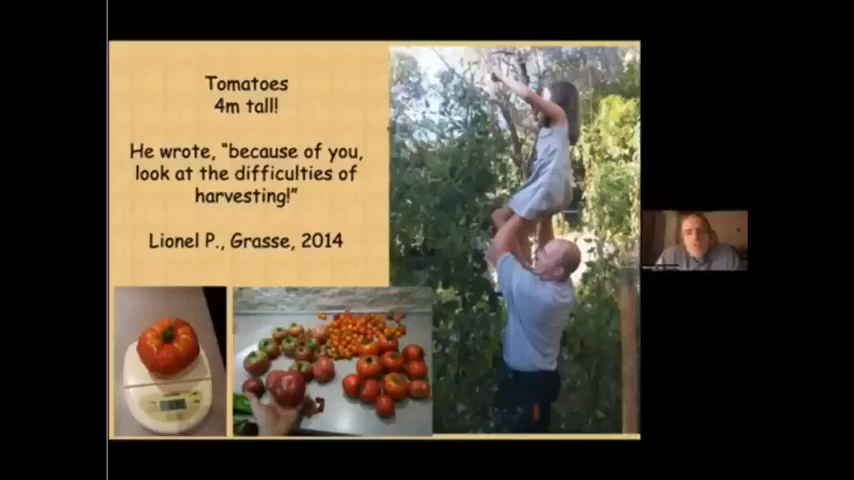 Tomatoes
4m tall!
He wrote, “because of you,
look at the difficulties of
harvesting!”
Lionel P., Grasse, 2014